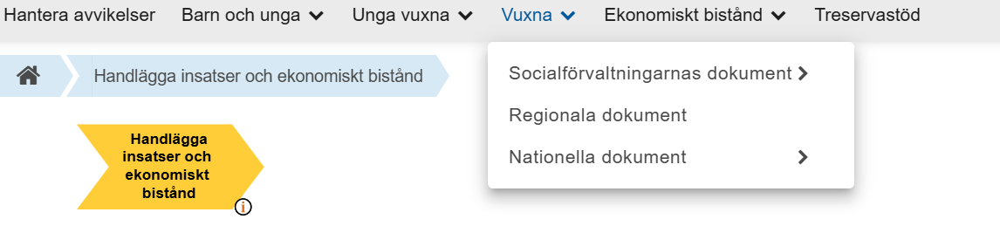 Hantera avvikelser Barn och unga Unga vuxna Vuxna Ekonomiskt bistånd Treservastöd
Socialförvaltningarnas dokument
Regionala dokument
Nationella dokument
Handlägga insatser och ekonomiskt bistånd
Handlägga
insatser och
ekonomiskt
bistånd
i